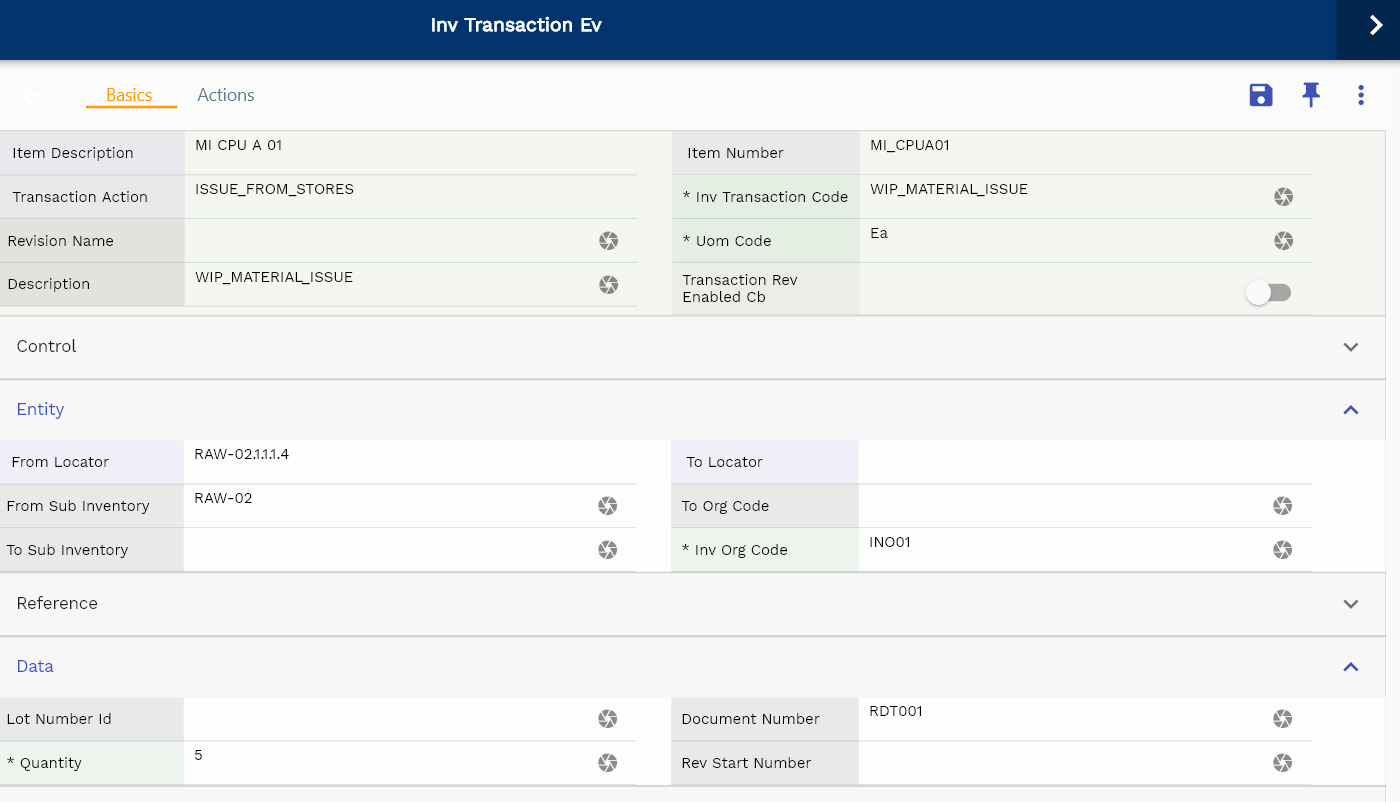 Inv Transaction Ev
Basics Actions
Item Description MI CPU A 01 Item Number MI_CPUA01
Transaction Action ISSUE_FROM_STORES * Inv Transaction Code WIP_MATERIAL_ISSUE
Revision Name * Uom Code Ea
Description WIP_MATERIAL_ISSUE Transaction Rev
Enabled Cb
Control
Entity
From Locator RAW-02.1.1.1.4 To Locator
From Sub Inventory RAW-02 To Org Code
To Sub Inventory * Inv Org Code INO01
Reference
Data
Lot Number Id Document Number RDT001
* Quantity 5 Rev Start Number